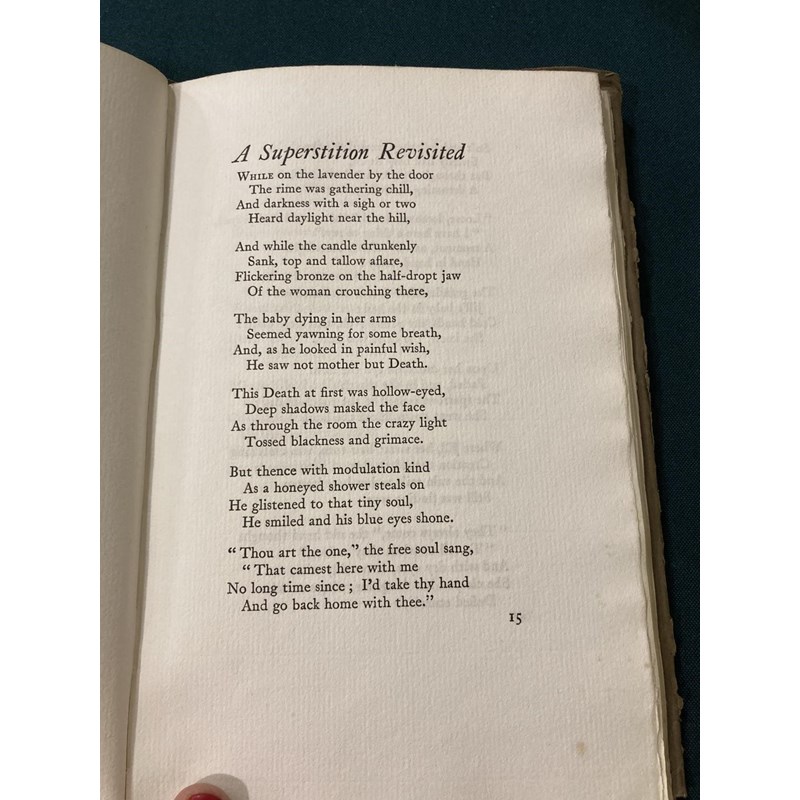 A Superstition Revisited
WHILE on the lavender by the door
The rime was gathering chill,
And darkness with a sigh or two
Heard daylight near the hill,
And while the candle drunkenly
Sank, top and tallow aflare,
Flickering bronze on the half-dropt jaw
Of the woman crouching there,
The baby dying in her arms
Seemed yawning for some breath,
And, as he looked in painful wish,
He saw not mother but Death.
This Death at first was hollow-eyed,
Deep shadows masked the face
As through the room the crazy light
Tossed blackness and grimace.
But thence with modulation kind
As a honeyed shower steals on
He glistened to that tiny soul,
He smiled and his blue eyes shone.
“Thou art the one,” the free soul sang,
“That camest here with me
No long time since; I’d take thy hand
And go back home with thee.”
15